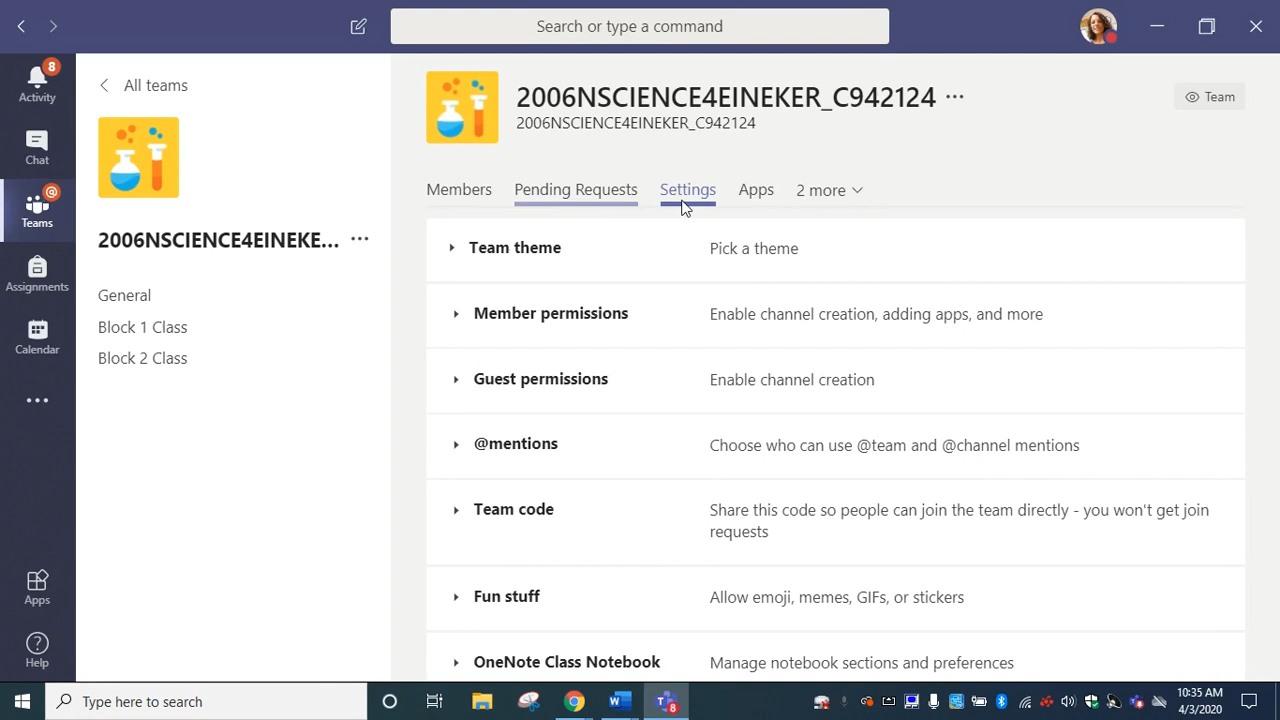 Search or type a command
8
Activity
Chat
@
Teams
Assignments
Calendar
Apps
Help
All teams
2006NSCIENCE4EINEKE... ...
General
Block 1 Class
Block 2 Class
2006NSCIENCE4EINEKER_C942124 ...
2006NSCIENCE4EINEKER_C942124
Team
Members Pending Requests Settings Apps 2 more
Team theme Pick a theme
Member permissions Enable channel creation, adding apps, and more
Guest permissions Enable channel creation
@mentions Choose who can use @team and @channel mentions
Team code Share this code so people can join the team directly - you won't get join
requests
Fun stuff Allow emoji, memes, GIFs, or stickers
OneNote Class Notebook Manage notebook sections and preferences
Type here to search
8
10:35 AM
4/3/2020